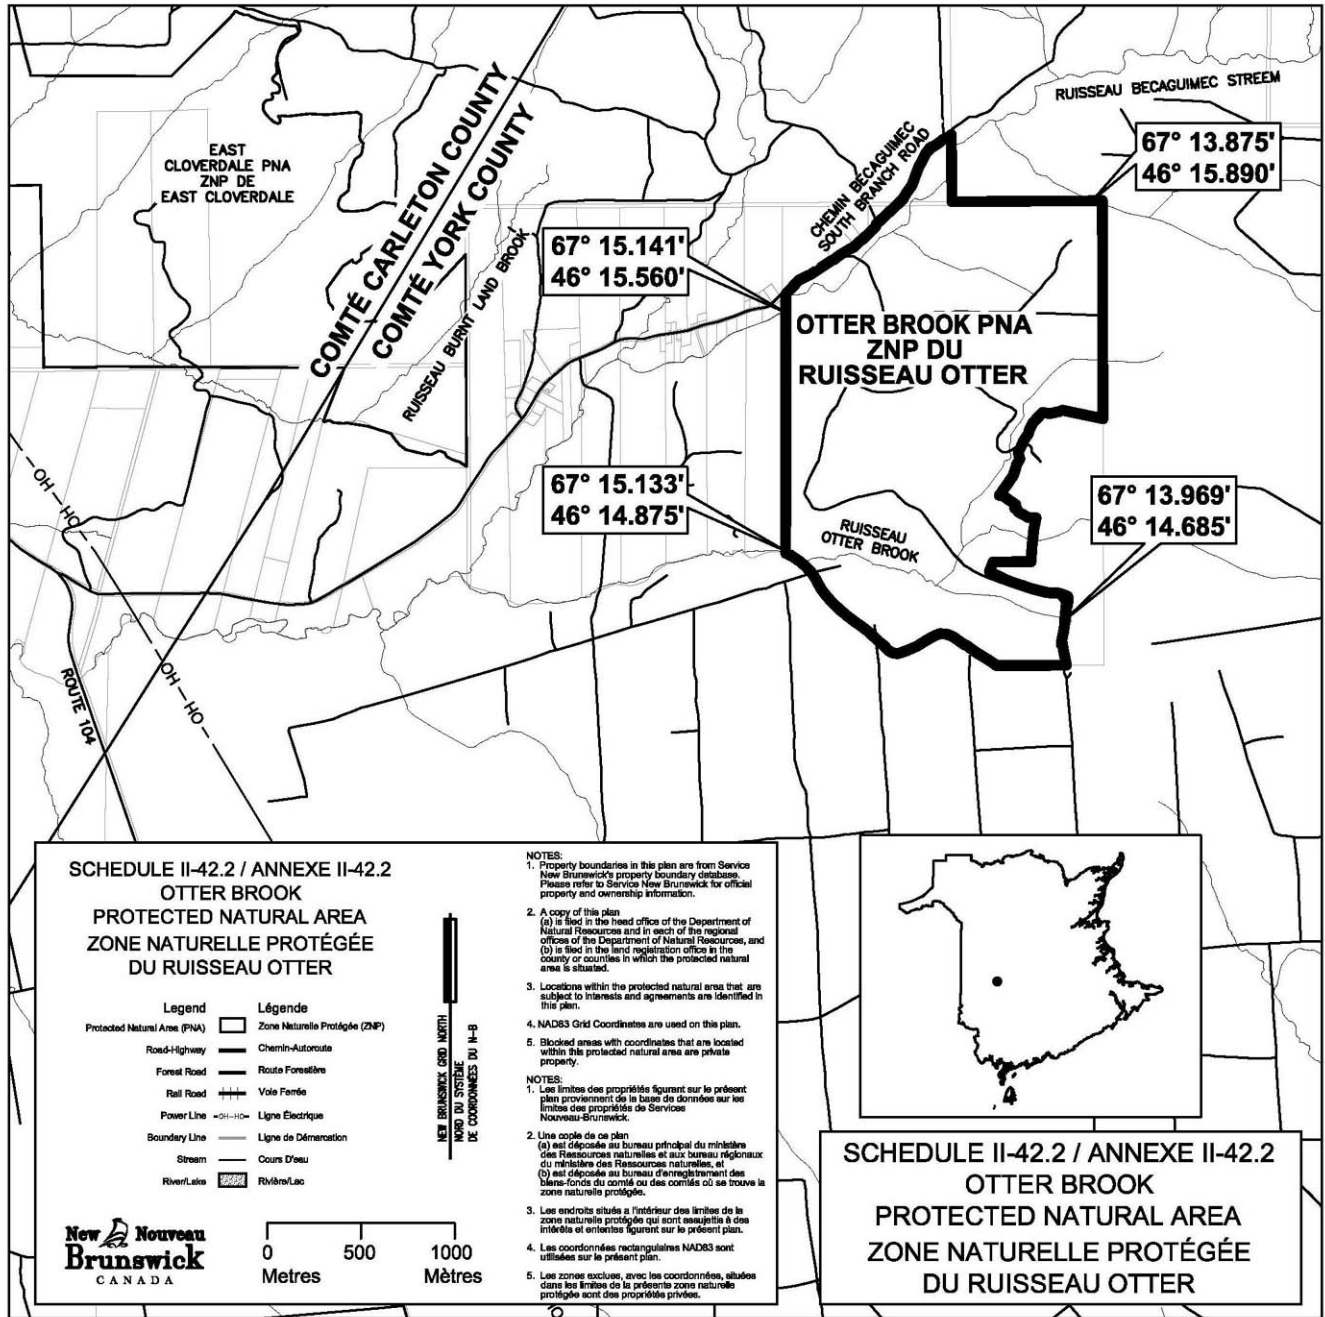 RUISSEAU BECAGUIMEC STREEM
EAST
CLOVERDALE PNA
ZNP DE
EAST CLOVERDALE
COMTÉ CARLETON COUNTY
COMTÉ YORK COUNTY
RUISSEAU BURNT LAND BROOK
CHEMIN BECAGUIMEC
SOUTH BRANCH ROAD
67° 13.875'
46° 15.890'
67° 15.141'
46° 15.560'
OTTER BROOK PNA
ZNP DU
RUISSEAU OTTER
67° 15.133'
46° 14.875'
RUISSEAU
OTTER BROOK
67° 13.969'
46° 14.685'
OH
HO
OH
HO
ROUTE 104
SCHEDULE II-42.2 / ANNEXE II-42.2
OTTER BROOK
PROTECTED NATURAL AREA
ZONE NATURELLE PROTÉGÉE
DU RUISSEAU OTTER
Legend Légende
Protected Natural Area (PNA) Zone Naturelle Protégée (ZNP)
Road-Highway Chemin-Autoroute
Forest Road Route Forestière
Rail Road Voie Ferrée
Power Line -OH-HO- Ligne Électrique
Boundary Line Ligne de Démarcation
Stream Cours D'eau
River/Lake Rivière/Lac
NEW BRUNSWICK GRID NORTH
NORD DU SYSTÈME
DE COORDONNÉES DU N-B
New Nouveau
Brunswick
CANADA
0 500 1000
Metres Mètres
NOTES:
1. Property boundaries in this plan are from Service
New Brunswick's property boundary database.
Please refer to Service New Brunswick for official
property and ownership information.
2. A copy of this plan
(a) is filed in the head office of the Department of
Natural Resources and in each of the regional
offices of the Department of Natural Resources, and
(b) is filed in the land registration office in the
county or counties in which the protected natural
area is situated.
3. Locations within the protected natural area that are
subject to interests and agreements are identified in
this plan.
4. NAD83 Grid Coordinates are used on this plan.
5. Blocked areas with coordinates that are located
within this protected natural area are private
property.
NOTES:
1. Les limites des propriétés figurant sur le présent
plan proviennent de la base de données sur les
limites des propriétés de Services
Nouveau-Brunswick.
2. Une copie de ce plan
(a) est déposée au bureau principal du ministère
des Ressources naturelles et aux bureau régionaux
du ministère des Ressources naturelles, et
(b) est déposée au bureau d'enregistrement des
biens-fonds du comté ou des comtés où se trouve la
zone naturelle protégée.
3. Les endroits situés a l'intérieur des limites de la
zone naturelle protégée qui sont assujettis à des
intérêts et ententes figurent sur le présent plan.
4. Les coordonnées rectangulaires NAD83 sont
utilisées sur le présent plan.
5. Les zones exclues, avec les coordonnées, situées
dans les limites de la présente zone naturelle
protégée sont des propriétés privées.
SCHEDULE II-42.2 / ANNEXE II-42.2
OTTER BROOK
PROTECTED NATURAL AREA
ZONE NATURELLE PROTÉGÉE
DU RUISSEAU OTTER